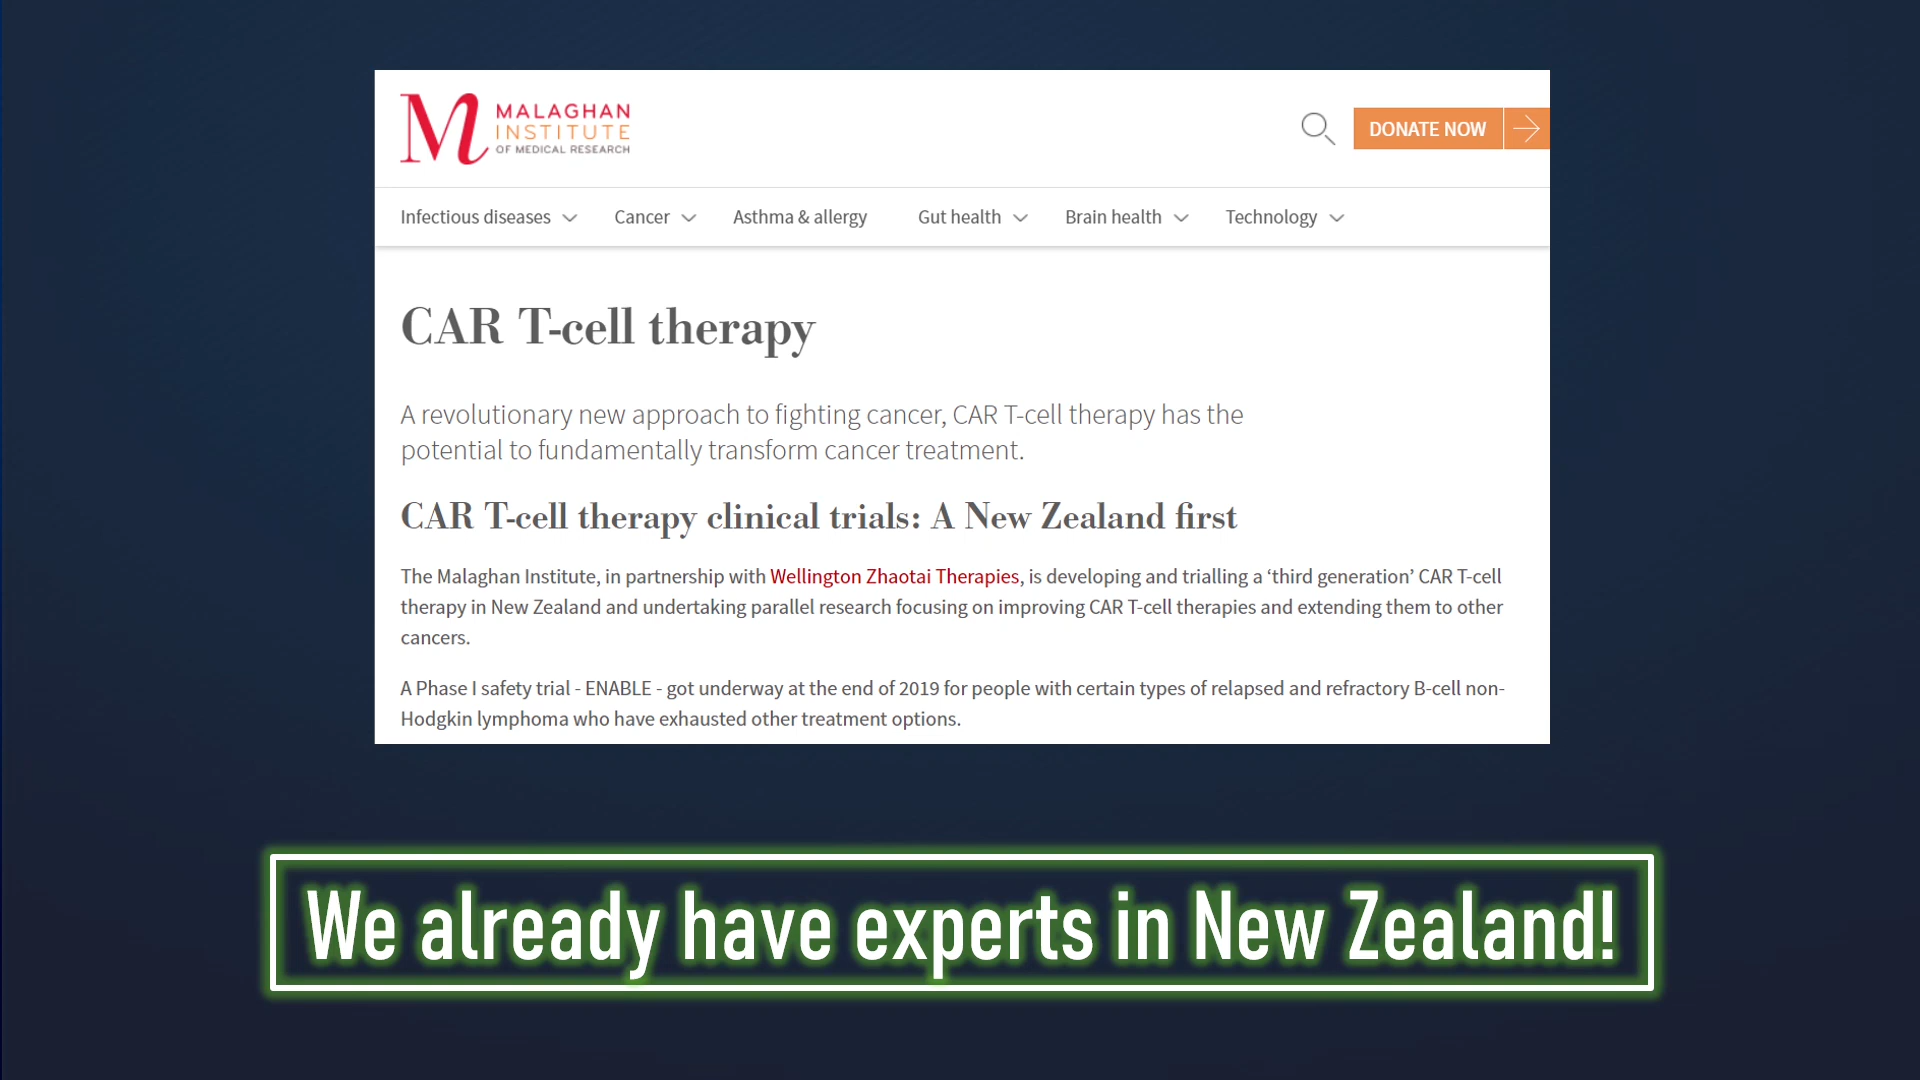 MALAGHAN
INSTITUTE
OF MEDICAL RESEARCH
DONATE NOW
Infectious diseases Cancer Asthma & allergy Gut health Brain health Technology
CAR T-cell therapy
A revolutionary new approach to fighting cancer, CAR T-cell therapy has the
potential to fundamentally transform cancer treatment.
CAR T-cell therapy clinical trials: A New Zealand first
The Malaghan Institute, in partnership with Wellington Zhaotai Therapies, is developing and trialling a ‘third generation’ CAR T-cell
therapy in New Zealand and undertaking parallel research focusing on improving CAR T-cell therapies and extending them to other
cancers.
A Phase I safety trial - ENABLE - got underway at the end of 2019 for people with certain types of relapsed and refractory B-cell non-
Hodgkin lymphoma who have exhausted other treatment options.
We already have experts in New Zealand!